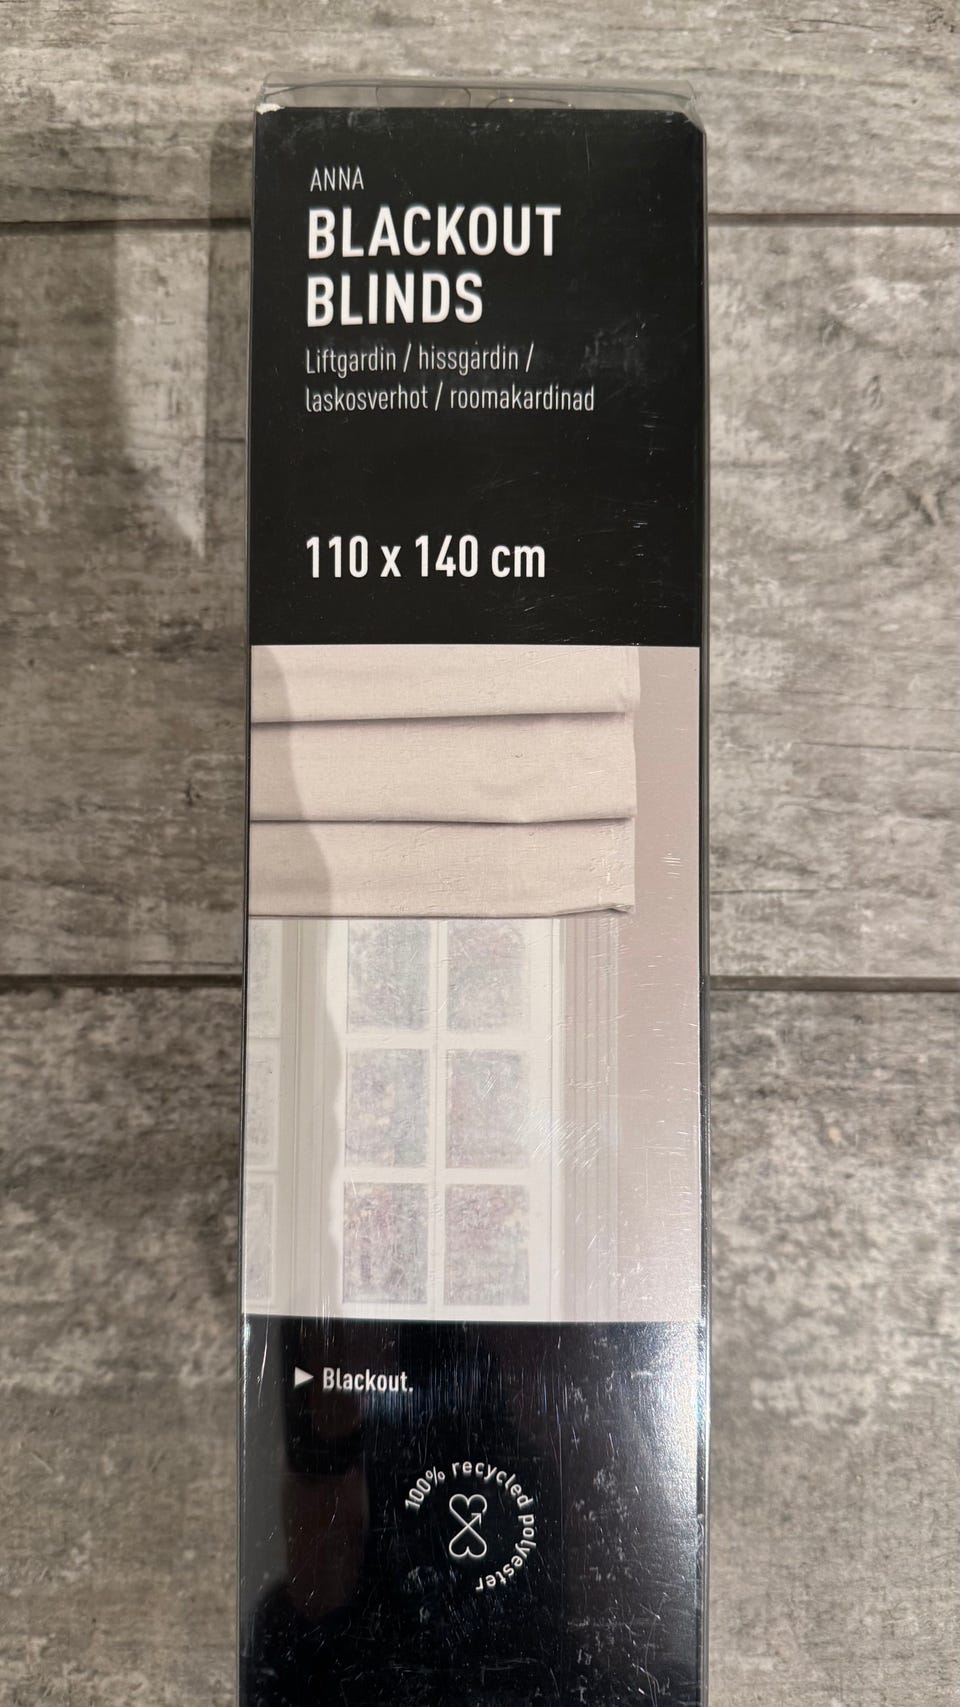 ANNA
BLACKOUT
BLINDS
Liftgardin / hissgardin /
laskosverhot / roomakardinad
110 x 140 cm
Blackout.
100% recycled polyester